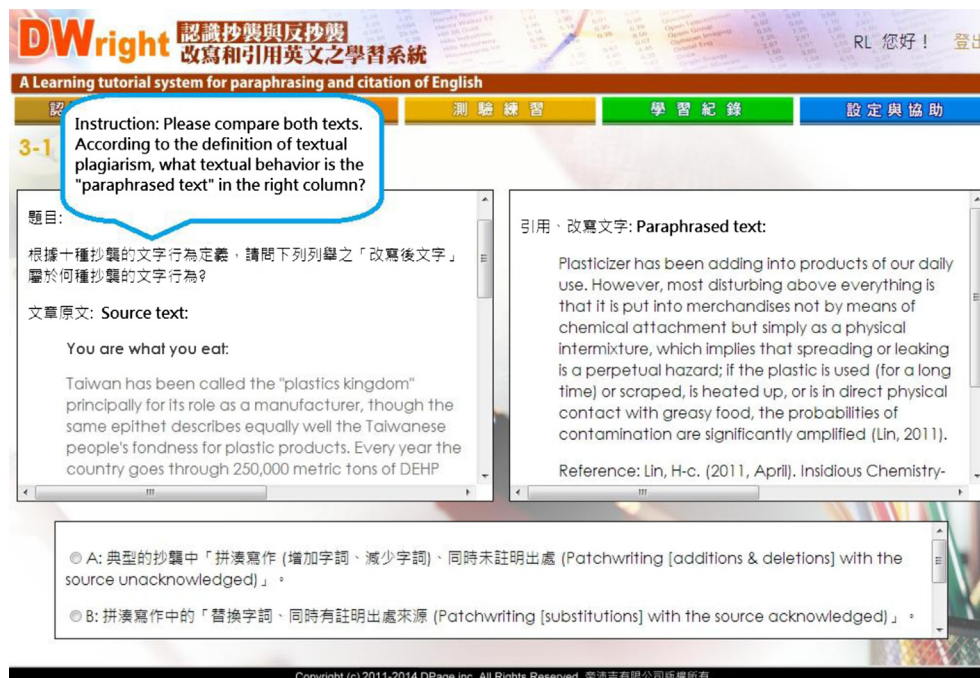 DWright 認識抄襲與反抄襲
改寫和引用英文之學習系統
RL 您好！ 登出
A Learning tutorial system for paraphrasing and citation of English
測驗練習 學習紀錄 設定與協助
3-1
Instruction: Please compare both texts.
According to the definition of textual
plagiarism, what textual behavior is the
"paraphrased text" in the right column?
題目:
根據十種抄襲的文字行為定義，請問下列列舉之「改寫後文字」
屬於何種抄襲的文字行為?
文章原文: Source text:
You are what you eat:
Taiwan has been called the "plastics kingdom"
principally for its role as a manufacturer, though the
same epithet describes equally well the Taiwanese
people's fondness for plastic products. Every year the
country goes through 250,000 metric tons of DEHP
引用、改寫文字: Paraphrased text:
Plasticizer has been adding into products of our daily
use. However, most disturbing above everything is
that it is put into merchandises not by means of
chemical attachment but simply as a physical
intermixture, which implies that spreading or leaking
is a perpetual hazard; if the plastic is used (for a long
time) or scraped, is heated up, or is in direct physical
contact with greasy food, the probabilities of
contamination are significantly amplified (Lin, 2011).
Reference: Lin, H-c. (2011, April). Insidious Chemistry-
A: 典型的抄襲中「拼湊寫作 (增加字詞、減少字詞)、同時未註明出處 (Patchwriting [additions & deletions] with the
source unacknowledged)」。
B: 拼湊寫作中的「替換字詞、同時有註明出處來源 (Patchwriting [substitutions] with the source acknowledged)」。
Copyright (c) 2011-2014 DPage inc. All Rights Reserved.